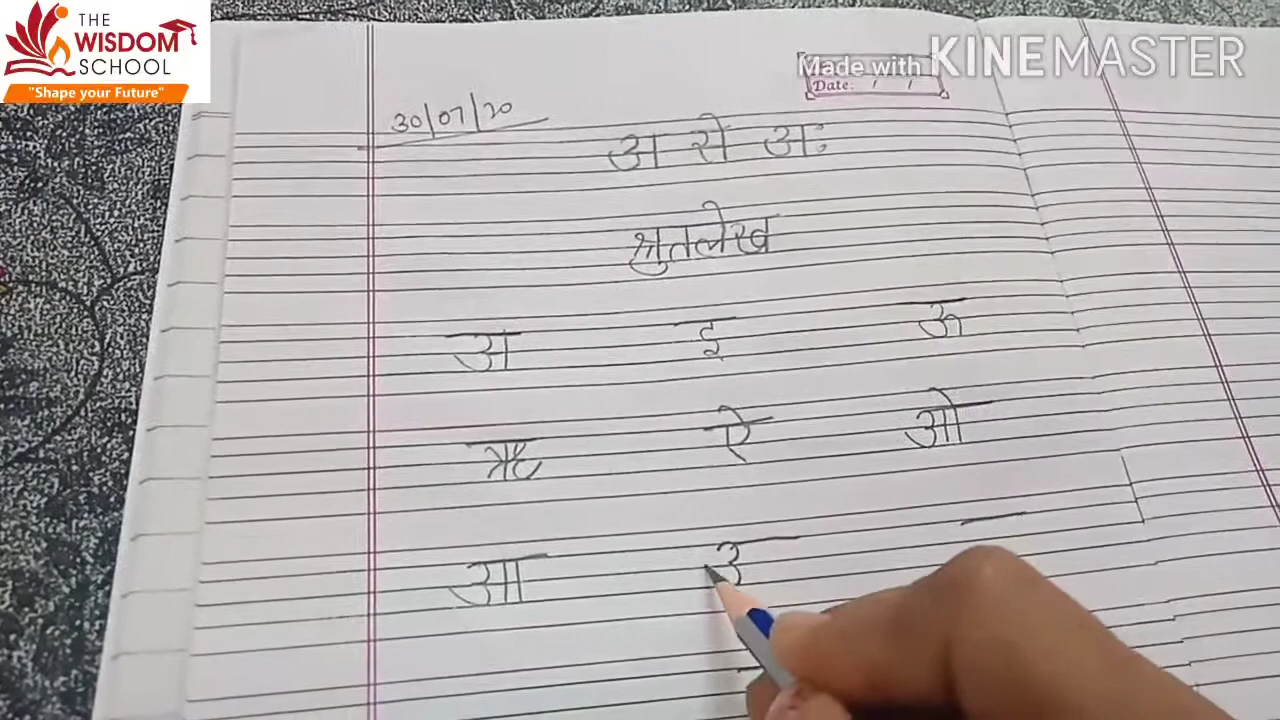 THE
WISDOM
SCHOOL
"Shape your Future"
Made with KINEMASTER
Date: / /
30/07/20
अ से अः
श्रुतलेख
अ इ ऊ
ऋ ऐ ओ
आ उ